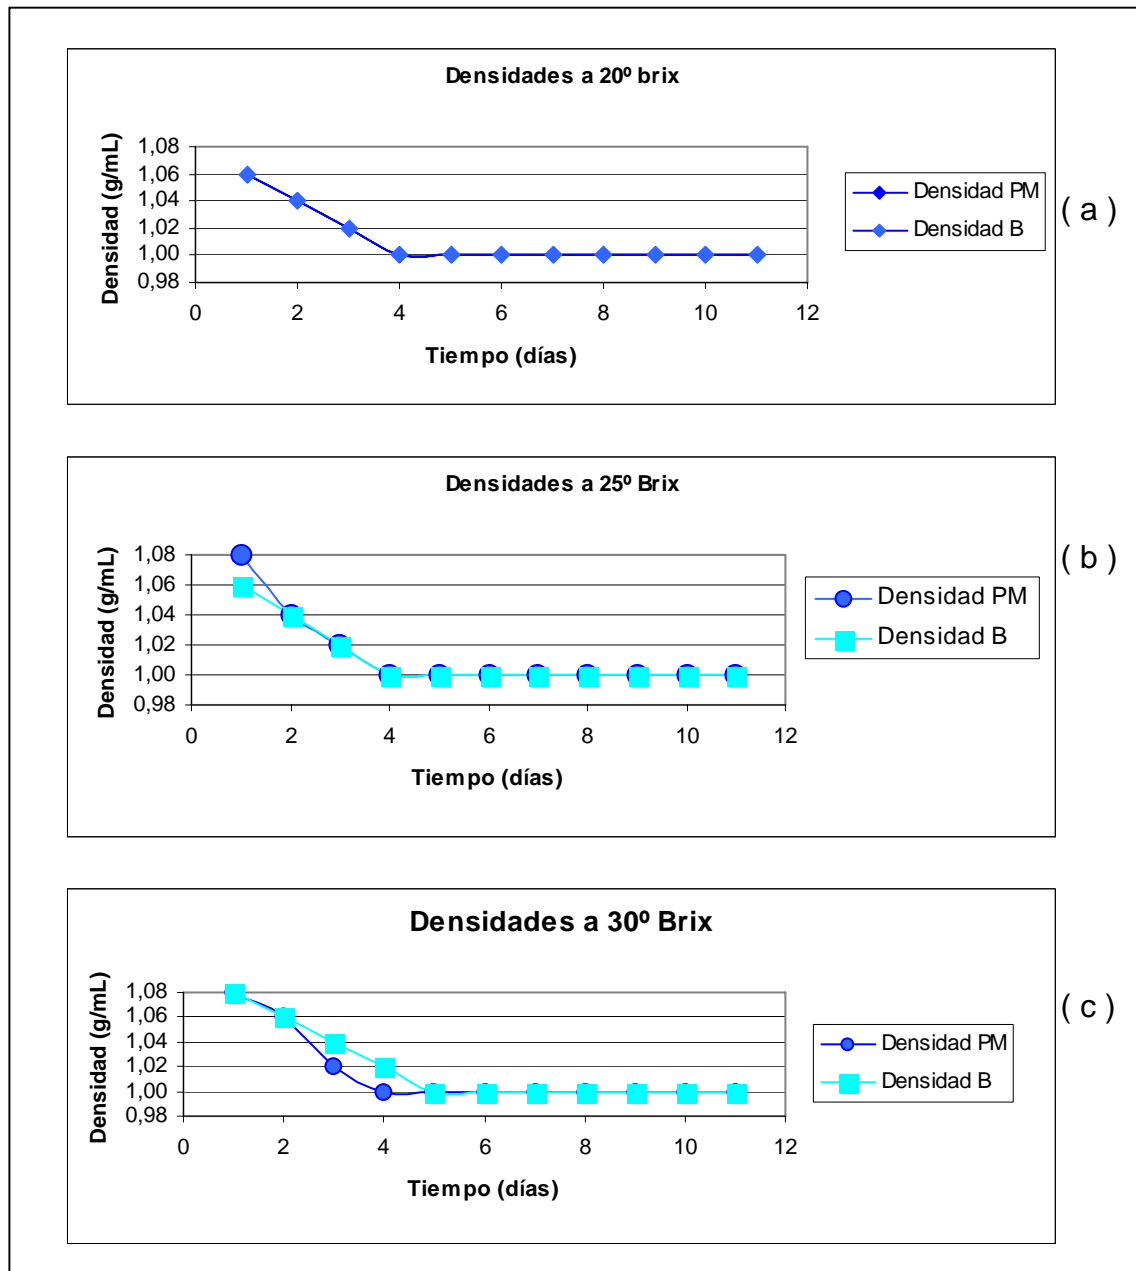 Densidades a 20º brix
Densidad (g/mL)
1,08
1,06
1,04
1,02
1,00
0,98
0 2 4 6 8 10 12
Tiempo (días)
Densidad PM
Densidad B
( a )
Densidades a 25º Brix
Densidad (g/mL)
1,08
1,06
1,04
1,02
1,00
0,98
0 2 4 6 8 10 12
Tiempo (días)
Densidad PM
Densidad B
( b )
Densidades a 30º Brix
Densidad (g/mL)
1,08
1,06
1,04
1,02
1,00
0,98
0 2 4 6 8 10 12
Tiempo (días)
Densidad PM
Densidad B
( c )